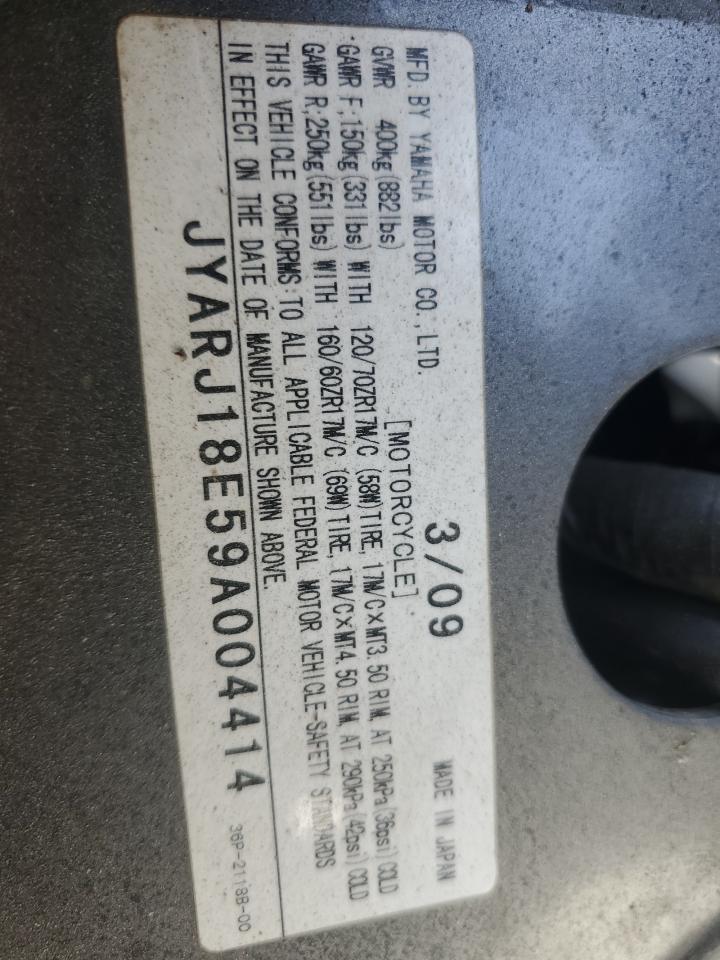 MFD. BY YAMAHA MOTOR CO., LTD. 3/09 MADE IN JAPAN
GVWR 400kg(882lbs) [MOTORCYCLE]
GAWR F;150kg(331lbs) WITH 120/70ZR17M/C (58W)TIRE, 17M/C×MT3.50 RIM, AT 250kPa(36psi) COLD
GAWR R;250kg(551lbs) WITH 160/60ZR17M/C (69W)TIRE, 17M/C×MT4.50 RIM, AT 290kPa(42psi) COLD
THIS VEHICLE CONFORMS TO ALL APPLICABLE FEDERAL MOTOR VEHICLE-SAFETY STANDARDS
IN EFFECT ON THE DATE OF MANUFACTURE SHOWN ABOVE.
JYARJ18E59A004414 36P-2118B-00